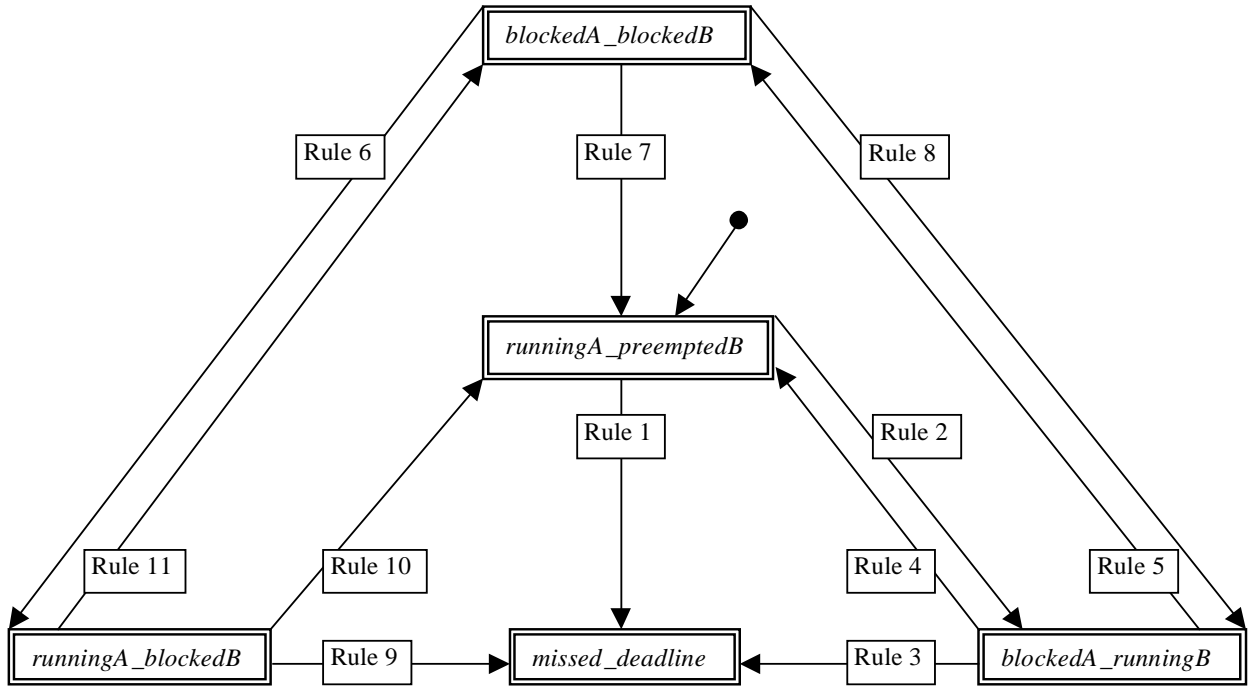 blockedA_blockedB
Rule 6
Rule 7
Rule 8
runningA_preemptedB
Rule 1
Rule 2
Rule 11
Rule 10
Rule 4
Rule 5
runningA_blockedB
Rule 9
missed_deadline
Rule 3
blockedA_runningB